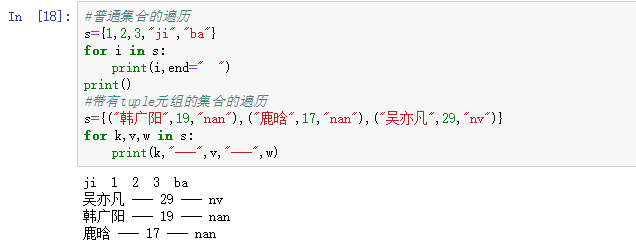 In [18]: #普通集合的遍历
s={1,2,3,"ji","ba"}
for i in s:
    print(i,end="  ")
print()
#带有tuple元组的集合的遍历
s={("韩广阳",19,"nan"),("鹿晗",17,"nan"),("吴亦凡",29,"nv")}
for k,v,w in s:
    print(k,"——",v,"——",w)
ji  1  2  3  ba
吴亦凡 —— 29 —— nv
韩广阳 —— 19 —— nan
鹿晗 —— 17 —— nan